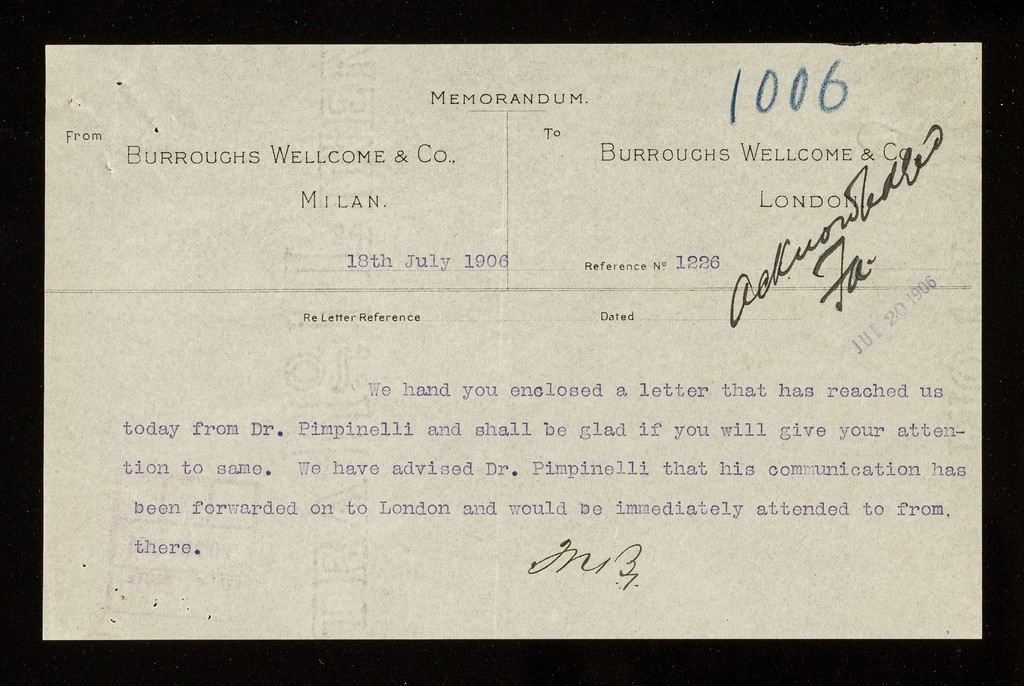 1006
MEMORANDUM.
From
BURROUGHS WELLCOME & CO.,
MILAN.
To
BURROUGHS WELLCOME & Co
LONDON
Acknowledged
18th July 1906
Reference No 1226
JUL 20 1906
Re Letter Reference
Dated
We hand you enclosed a letter that has reached us
today from Dr. Pimpinelli and shall be glad if you will give your atten-
tion to same. We have advised Dr. Pimpinelli that his communication has
been forwarded on to London and would be immediately attended to from,
there.